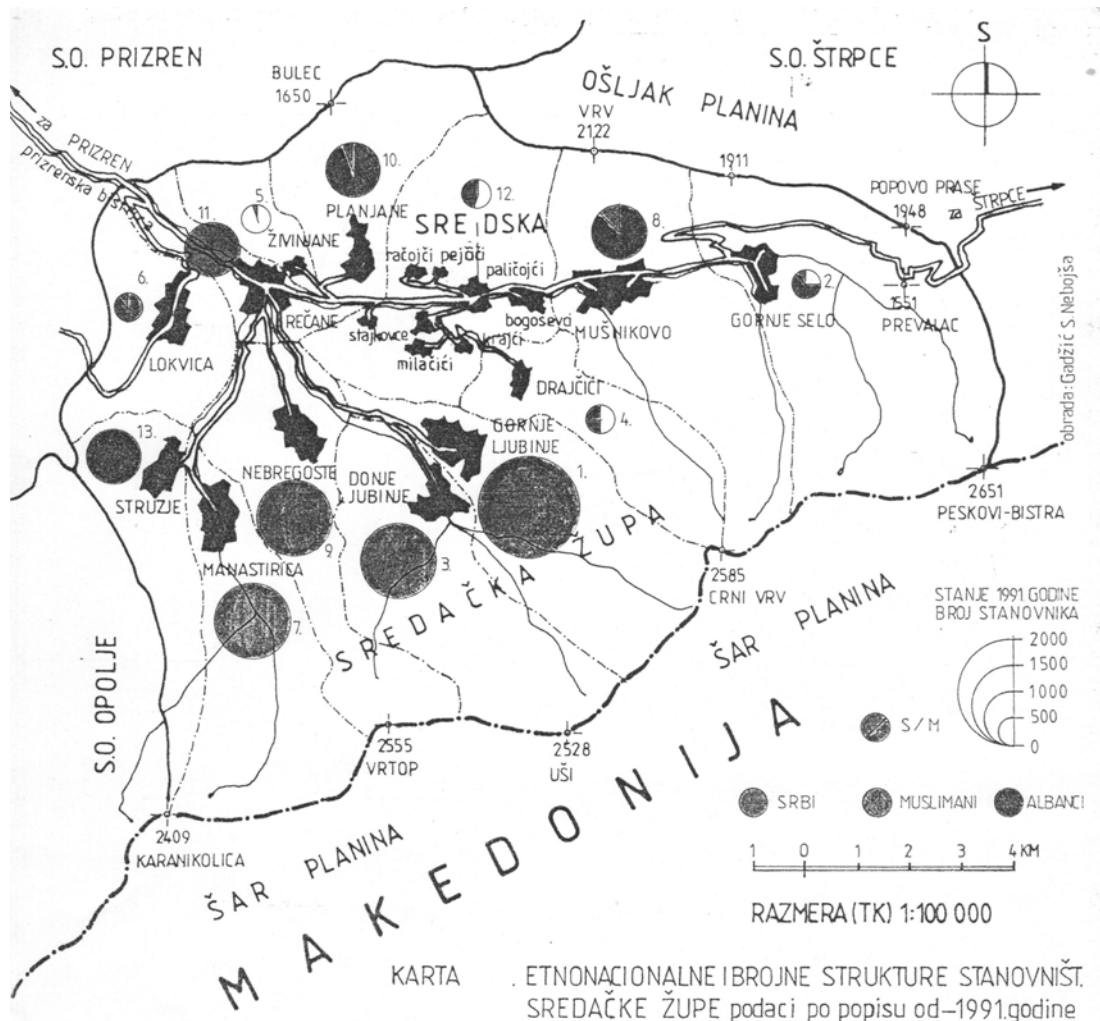 S.O. PRIZREN
S.O. ŠTRPCE
S
BULEC
1650
OŠLJAK PLANINA
VRV
2122
1911
za PRIZREN
prizrenska bistrica
POPOVO PRASE
1948
za ŠTRPCE
10.
12.
5.
11
8.
PLANJANE
SREDSKA
ŽIVINJANE
račojći pejčići
paličojći
6.
2.
1551
PREVALAC
REČANE
stajkovce
bogoševo
MUŠNIKOVO
GORNJE SELO
LOKVICA
milačići
krajći
DRAJČIĆI
4.
13.
GORNJE
LJUBINJE
NEBREGOSTE
DONJE
LJUBINJE
1.
STRUZJE
2651
PESKOVI-BISTRA
MANASTIRICA
9.
3.
7.
SREDAČKA ŽUPA
2585
CRNI VRV
ŠAR PLANINA
obrada: Gadžić S. Nebojša
STANJE 1991 GODINE
BROJ STANOVNIKA
2000
1500
1000
500
0
S/M
S.O. OPOLJE
2555
VRTOP
2528
UŠI
SRBI
MUSLIMANI
ALBANCI
2409
KARANIKOLICA
ŠAR PLANINA
MAKEDONIJA
1 0 1 2 3 4 KM
RAZMERA (TK) 1:100 000
KARTA . ETNONACIONALNE I BROJNE STRUKTURE STANOVNIŠT.
SREDAČKE ŽUPE podaci po popisu od-1991.godine